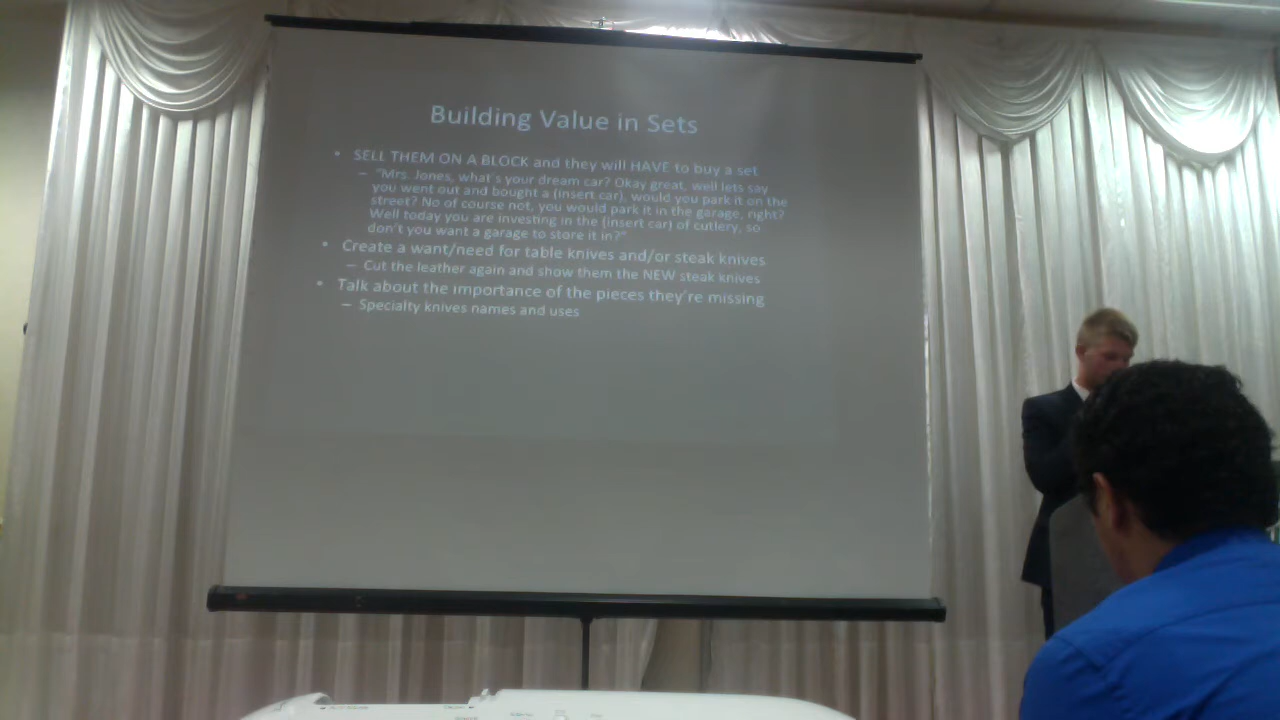 Building Value in Sets
• SELL THEM ON A BLOCK and they will HAVE to buy a set
– "Mrs. Jones, what's your dream car? Okay great, well lets say
you went out and bought a (insert car), would you park it on the
street? No of course not, you would park it in the garage, right?
Well today you are investing in the (insert car) of cutlery, so
don't you want a garage to store it in?"
• Create a want/need for table knives and/or steak knives
– Cut the leather again and show them the NEW steak knives
• Talk about the importance of the pieces they're missing
– Specialty knives names and uses